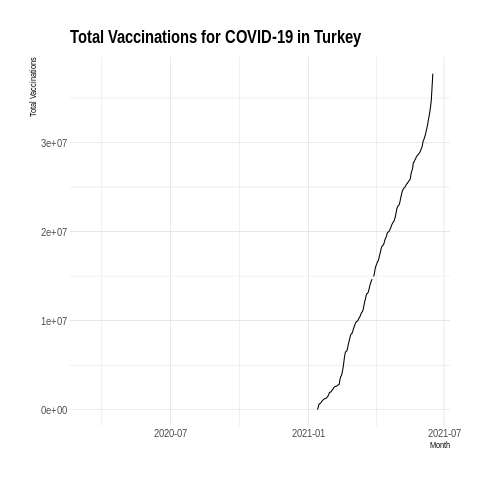 Total Vaccinations for COVID-19 in Turkey
Total Vaccinations
3e+07
2e+07
1e+07
0e+00
2020-07
2021-01
2021-07
Month